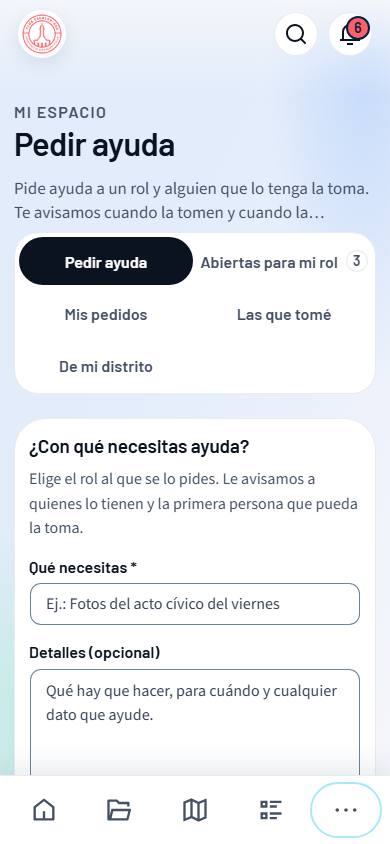 6
MI ESPACIO
Pedir ayuda
Pide ayuda a un rol y alguien que lo tenga la toma.
Te avisamos cuando la tomen y cuando la…
Pedir ayuda
Abiertas para mi rol 3
Mis pedidos
Las que tomé
De mi distrito
¿Con qué necesitas ayuda?
Elige el rol al que se lo pides. Le avisamos a
quienes lo tienen y la primera persona que pueda
la toma.
Qué necesitas *
Ej.: Fotos del acto cívico del viernes
Detalles (opcional)
Qué hay que hacer, para cuándo y cualquier
dato que ayude.